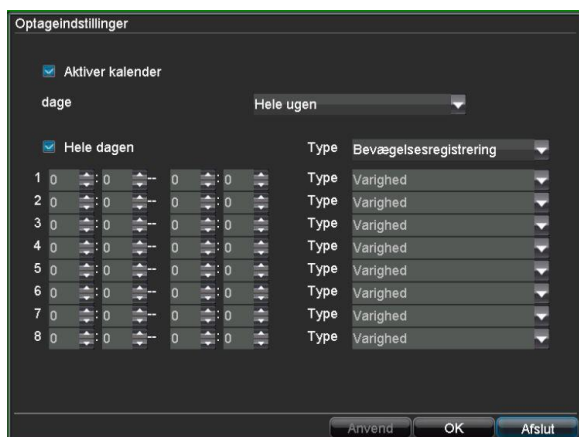 Optageindstillinger
Aktiver kalender
dage Hele ugen
Hele dagen Type Bevægelsesregistrering
1 0 : 0 -- 0 : 0 Type Varighed
2 0 : 0 -- 0 : 0 Type Varighed
3 0 : 0 -- 0 : 0 Type Varighed
4 0 : 0 -- 0 : 0 Type Varighed
5 0 : 0 -- 0 : 0 Type Varighed
6 0 : 0 -- 0 : 0 Type Varighed
7 0 : 0 -- 0 : 0 Type Varighed
8 0 : 0 -- 0 : 0 Type Varighed
Anvend OK Afslut